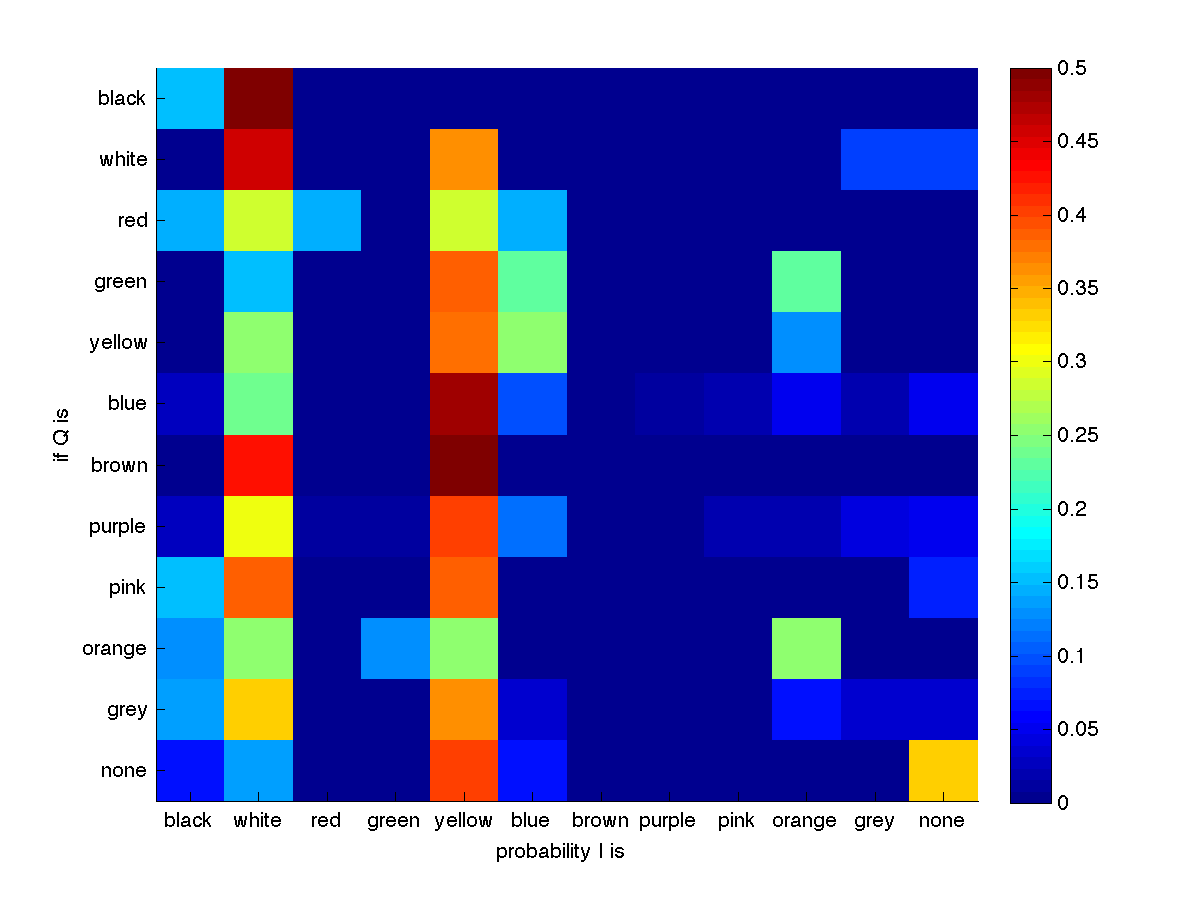 black
white
red
green
yellow
blue
brown
purple
pink
orange
grey
none
if Q is
black white red green yellow blue brown purple pink orange grey none
probability I is
0.5
0.45
0.4
0.35
0.3
0.25
0.2
0.15
0.1
0.05
0